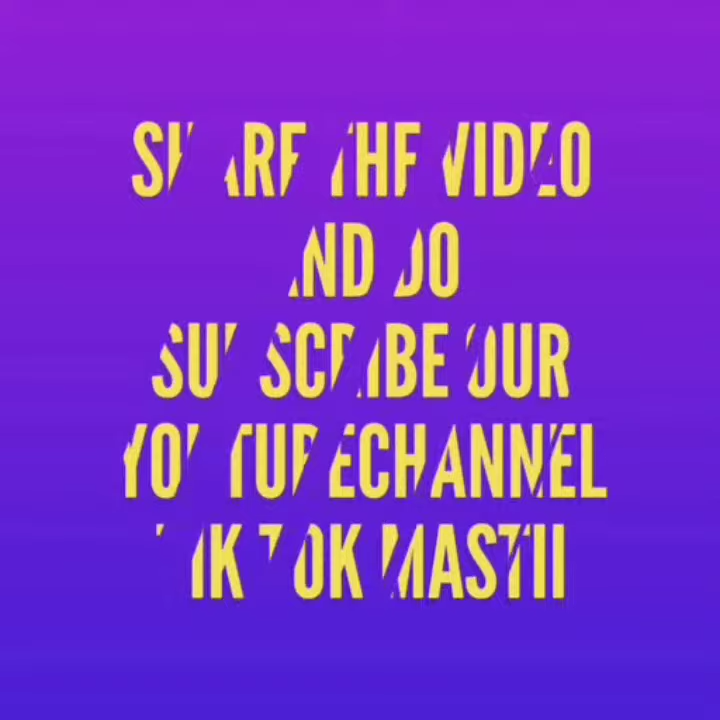 SHARE THE VIDEO
AND DO
SUBSCRIBE OUR
YOUTUBECHANNEL
TIK TOK MASTII